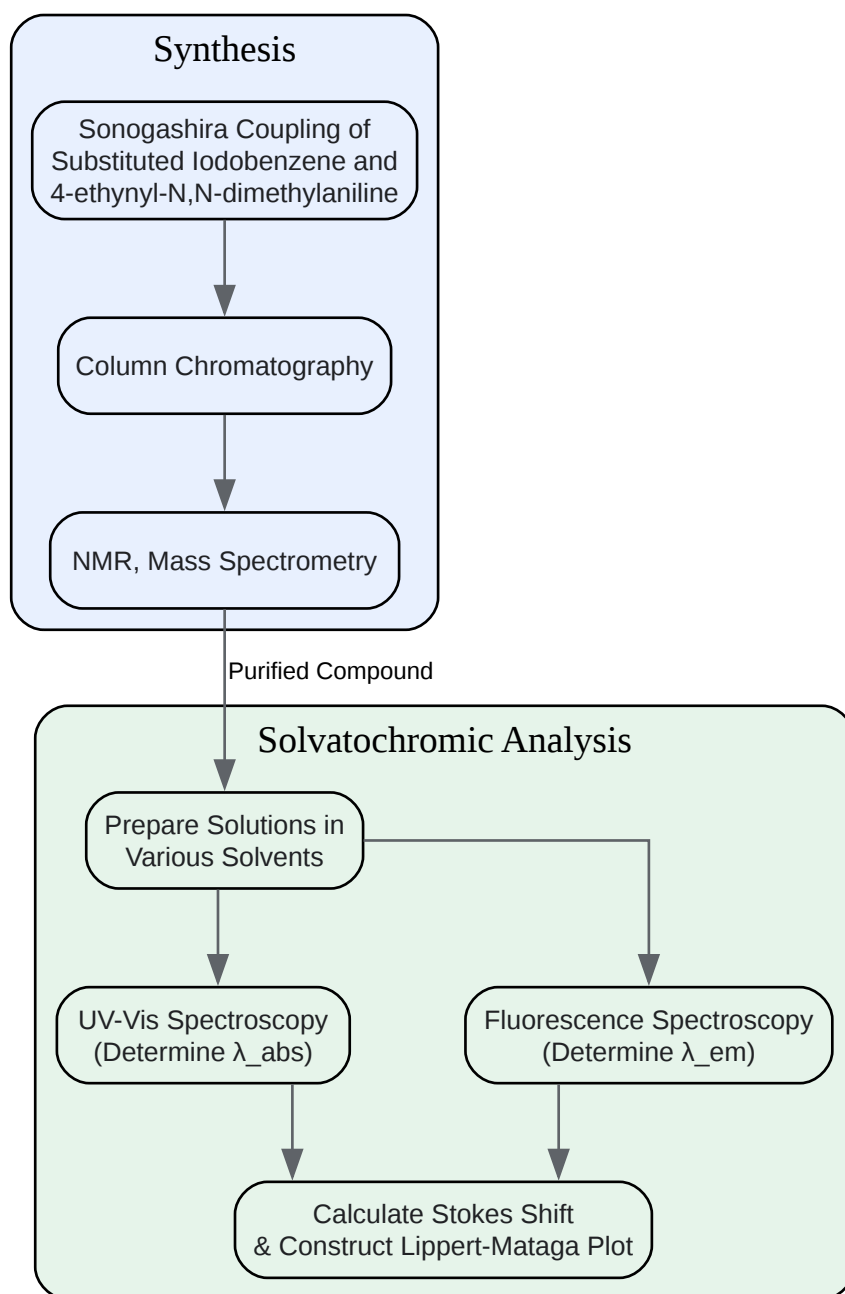 Synthesis
Sonogashira Coupling of
Substituted Iodobenzene and
4-ethynyl-N,N-dimethylaniline
Column Chromatography
NMR, Mass Spectrometry
Purified Compound
Solvatochromic Analysis
Prepare Solutions in
Various Solvents
UV-Vis Spectroscopy
(Determine λ_abs)
Fluorescence Spectroscopy
(Determine λ_em)
Calculate Stokes Shift
& Construct Lippert-Mataga Plot